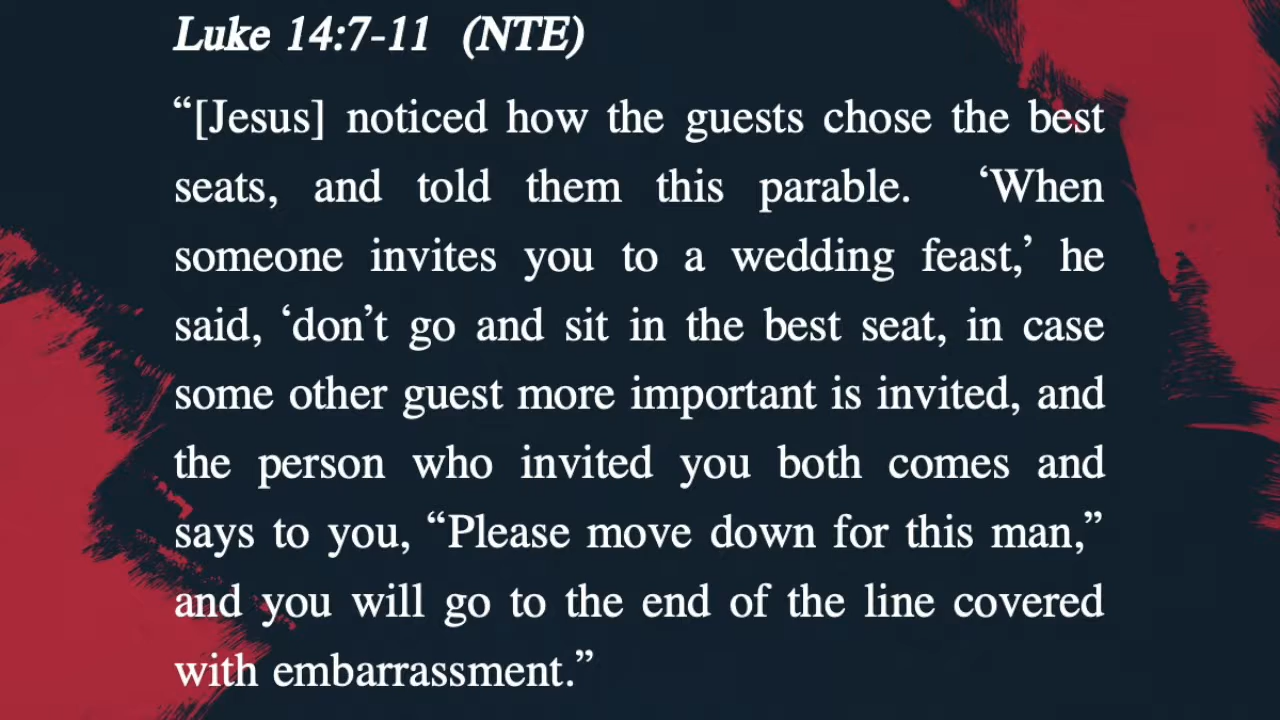 Luke 14:7-11 (NTE)
“[Jesus] noticed how the guests chose the best
seats, and told them this parable. ‘When
someone invites you to a wedding feast,’ he
said, ‘don’t go and sit in the best seat, in case
some other guest more important is invited, and
the person who invited you both comes and
says to you, “Please move down for this man,”
and you will go to the end of the line covered
with embarrassment.”